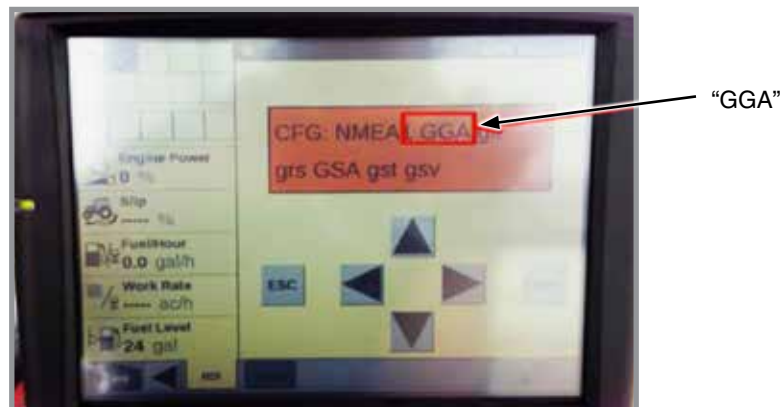 "GGA"
CFG: NMEA GGA
grs GSA gst gsv
Engine Power
0 %
Slip
---- %
Fuel/Hour
0.0 gal/h
Work Rate
---- ac/h
Fuel Level
24 gal
ESC